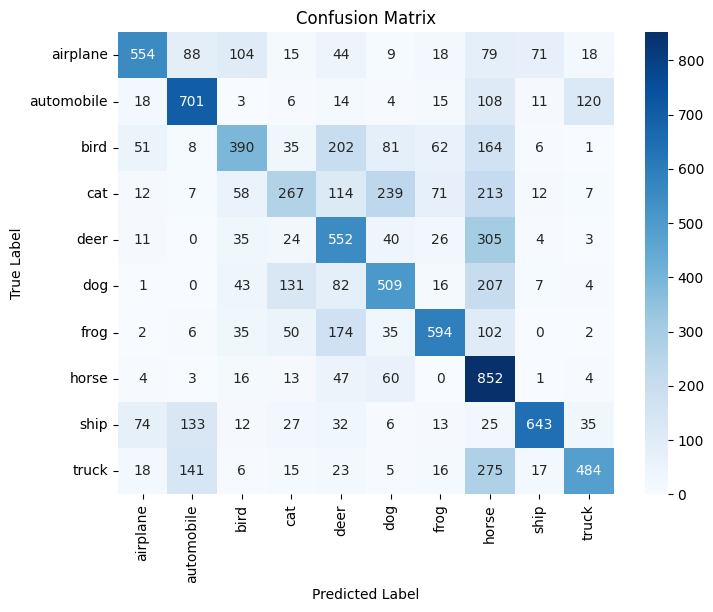 Confusion Matrix
airplane 554 88 104 15 44 9 18 79 71 18
automobile 18 701 3 6 14 4 15 108 11 120
bird 51 8 390 35 202 81 62 164 6 1
cat 12 7 58 267 114 239 71 213 12 7
deer 11 0 35 24 552 40 26 305 4 3
dog 1 0 43 131 82 509 16 207 7 4
frog 2 6 35 50 174 35 594 102 0 2
horse 4 3 16 13 47 60 0 852 1 4
ship 74 133 12 27 32 6 13 25 643 35
truck 18 141 6 15 23 5 16 275 17 484
airplane automobile bird cat deer dog frog horse ship truck
Predicted Label
True Label
800
700
600
500
400
300
200
100
0